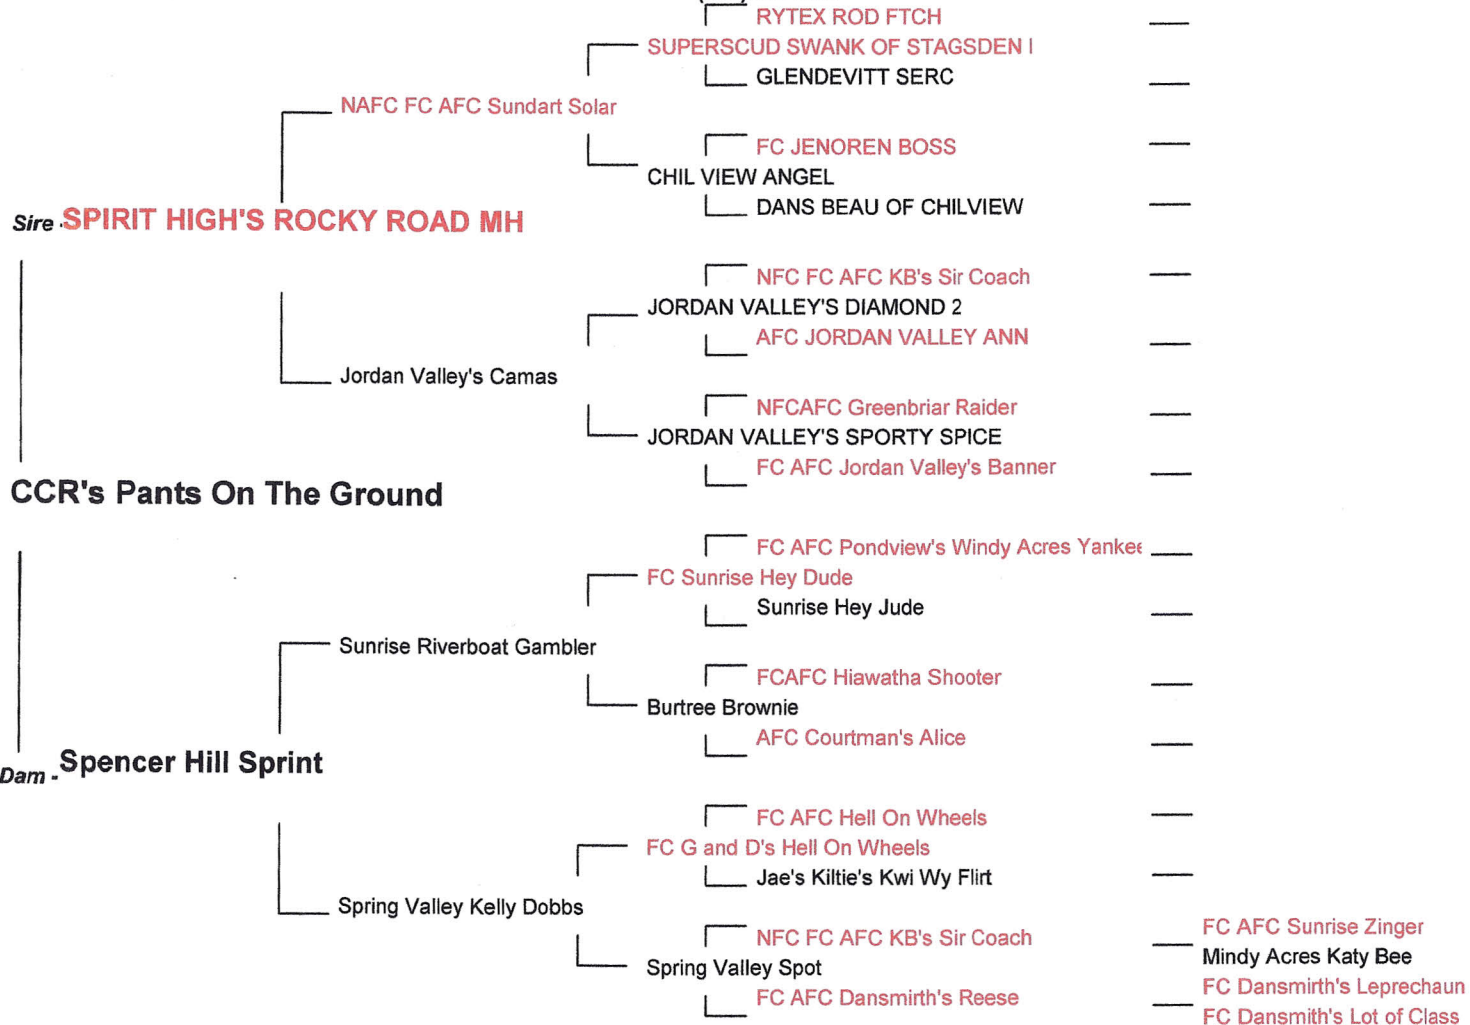 RYTEX ROD FTCH
SUPERSCUD SWANK OF STAGSDEN I
GLENDEVITT SERC
NAFC FC AFC Sundart Solar
FC JENOREN BOSS
CHIL VIEW ANGEL
DANS BEAU OF CHILVIEW
Sire - SPIRIT HIGH'S ROCKY ROAD MH
NFC FC AFC KB's Sir Coach
JORDAN VALLEY'S DIAMOND 2
AFC JORDAN VALLEY ANN
Jordan Valley's Camas
NFCAFC Greenbriar Raider
JORDAN VALLEY'S SPORTY SPICE
FC AFC Jordan Valley's Banner
CCR's Pants On The Ground
FC AFC Pondview's Windy Acres Yankee
FC Sunrise Hey Dude
Sunrise Hey Jude
Sunrise Riverboat Gambler
FCAFC Hiawatha Shooter
Burtree Brownie
AFC Courtman's Alice
Dam - Spencer Hill Sprint
FC AFC Hell On Wheels
FC G and D's Hell On Wheels
Jae's Kiltie's Kwi Wy Flirt
Spring Valley Kelly Dobbs
FC AFC Sunrise Zinger
NFC FC AFC KB's Sir Coach
Mindy Acres Katy Bee
Spring Valley Spot
FC Dansmirth's Leprechaun
FC AFC Dansmirth's Reese
FC Dansmith's Lot of Class